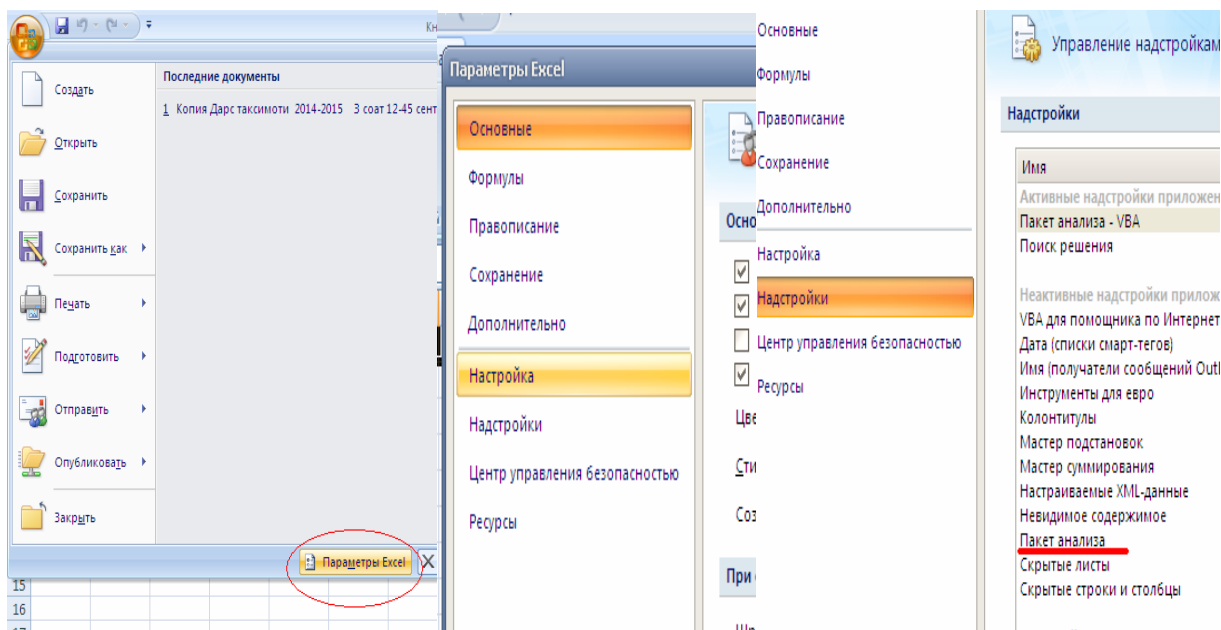 Кн
Последние документы
Создать
1 Копия Дарс таксимоти 2014-2015 3 соат 12-45 сент
Открыть
Сохранить
Сохранить как
Печать
Подготовить
Отправить
Опубликовать
Закрыть
Параметры Excel
15
16
Параметры Excel
Основные
Формулы
Правописание
Сохранение
Дополнительно
Настройка
Надстройки
Центр управления безопасностью
Ресурсы
Осно
Цве
Сти
Соз
При
Основные
Формулы
Правописание
Сохранение
Дополнительно
Настройка
Надстройки
Центр управления безопасностью
Ресурсы
Управление надстройкам
Надстройки
Имя
Активные надстройки приложен
Пакет анализа - VBA
Поиск решения
Неактивные надстройки прилож
VBA для помощника по Интернет
Дата (списки смарт-тегов)
Имя (получатели сообщений Outl
Инструменты для евро
Колонтитулы
Мастер подстановок
Мастер суммирования
Настраиваемые XML-данные
Невидимое содержимое
Пакет анализа
Скрытые листы
Скрытые строки и столбцы